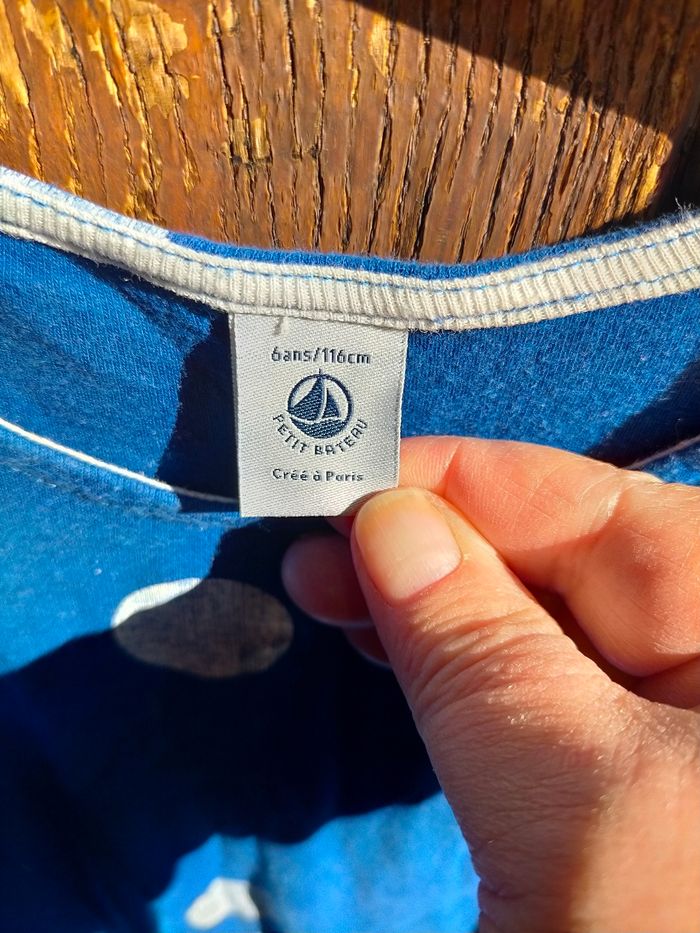 6ans/116cm
PETIT BATEAU
Créé à Paris